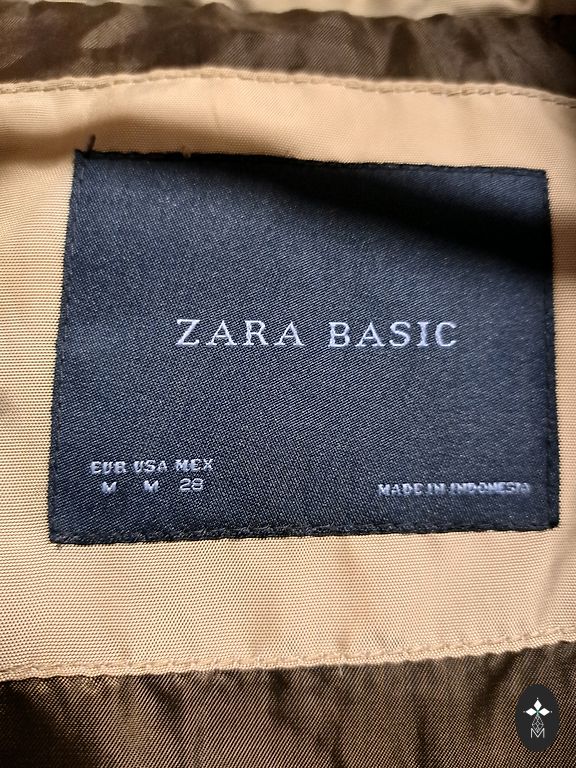 ZARA BASIC
EUR USA MEX
M M 28
MADE IN INDONESIA
M